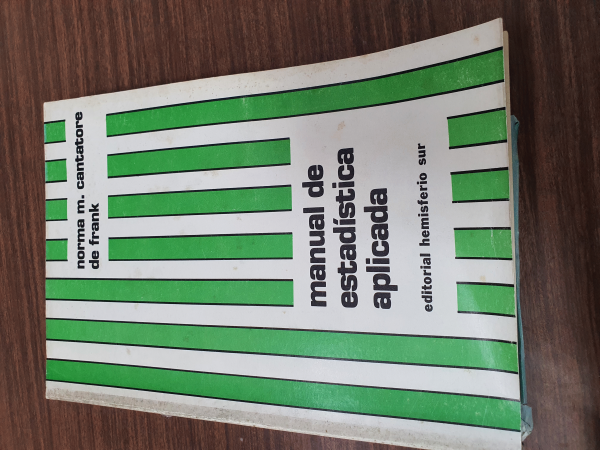 norma m. cantatore
de frank
manual de
estadística
aplicada
editorial hemisferio sur